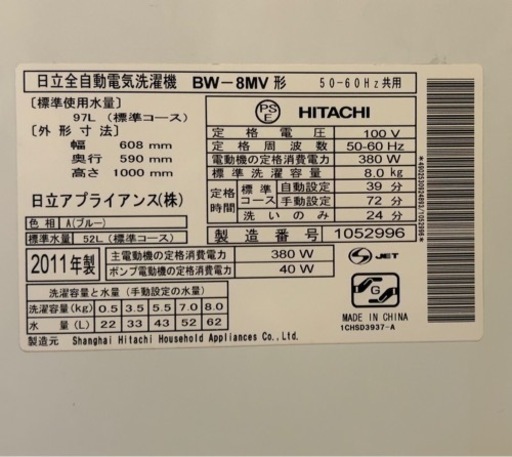 日立全自動電気洗濯機 BW-8MV形 50-60Hz共用
〔標準使用水量〕
97L (標準コース)
〔外形寸法〕
幅 608 mm
奥行 590 mm
高さ 1000 mm
日立アプライアンス(株)
色相 A(ブルー)
標準水量 52L(標準コース)
2011年製
PS
E
HITACHI
定格電圧 100 V
定格周波数 50-60 Hz
電動機の定格消費電力 380 W
標準洗濯容量 8.0 kg
定格時間 標準コース 自動設定 39 分
手動設定 72 分
洗いのみ 24 分
製造番号 1052996
主電動機の定格消費電力 380 W
ポンプ電動機の定格消費電力 40 W
S JET
洗濯容量と水量 (手動設定の水量)
洗濯容量(kg) 0.5 3.5 5.5 7.0 8.0
水量(L) 22 33 43 52 62
G
MAKE IN CHINA
1CHSD3937-A
製造元 Shanghai Hitachi Household Appliances Co.,Ltd.